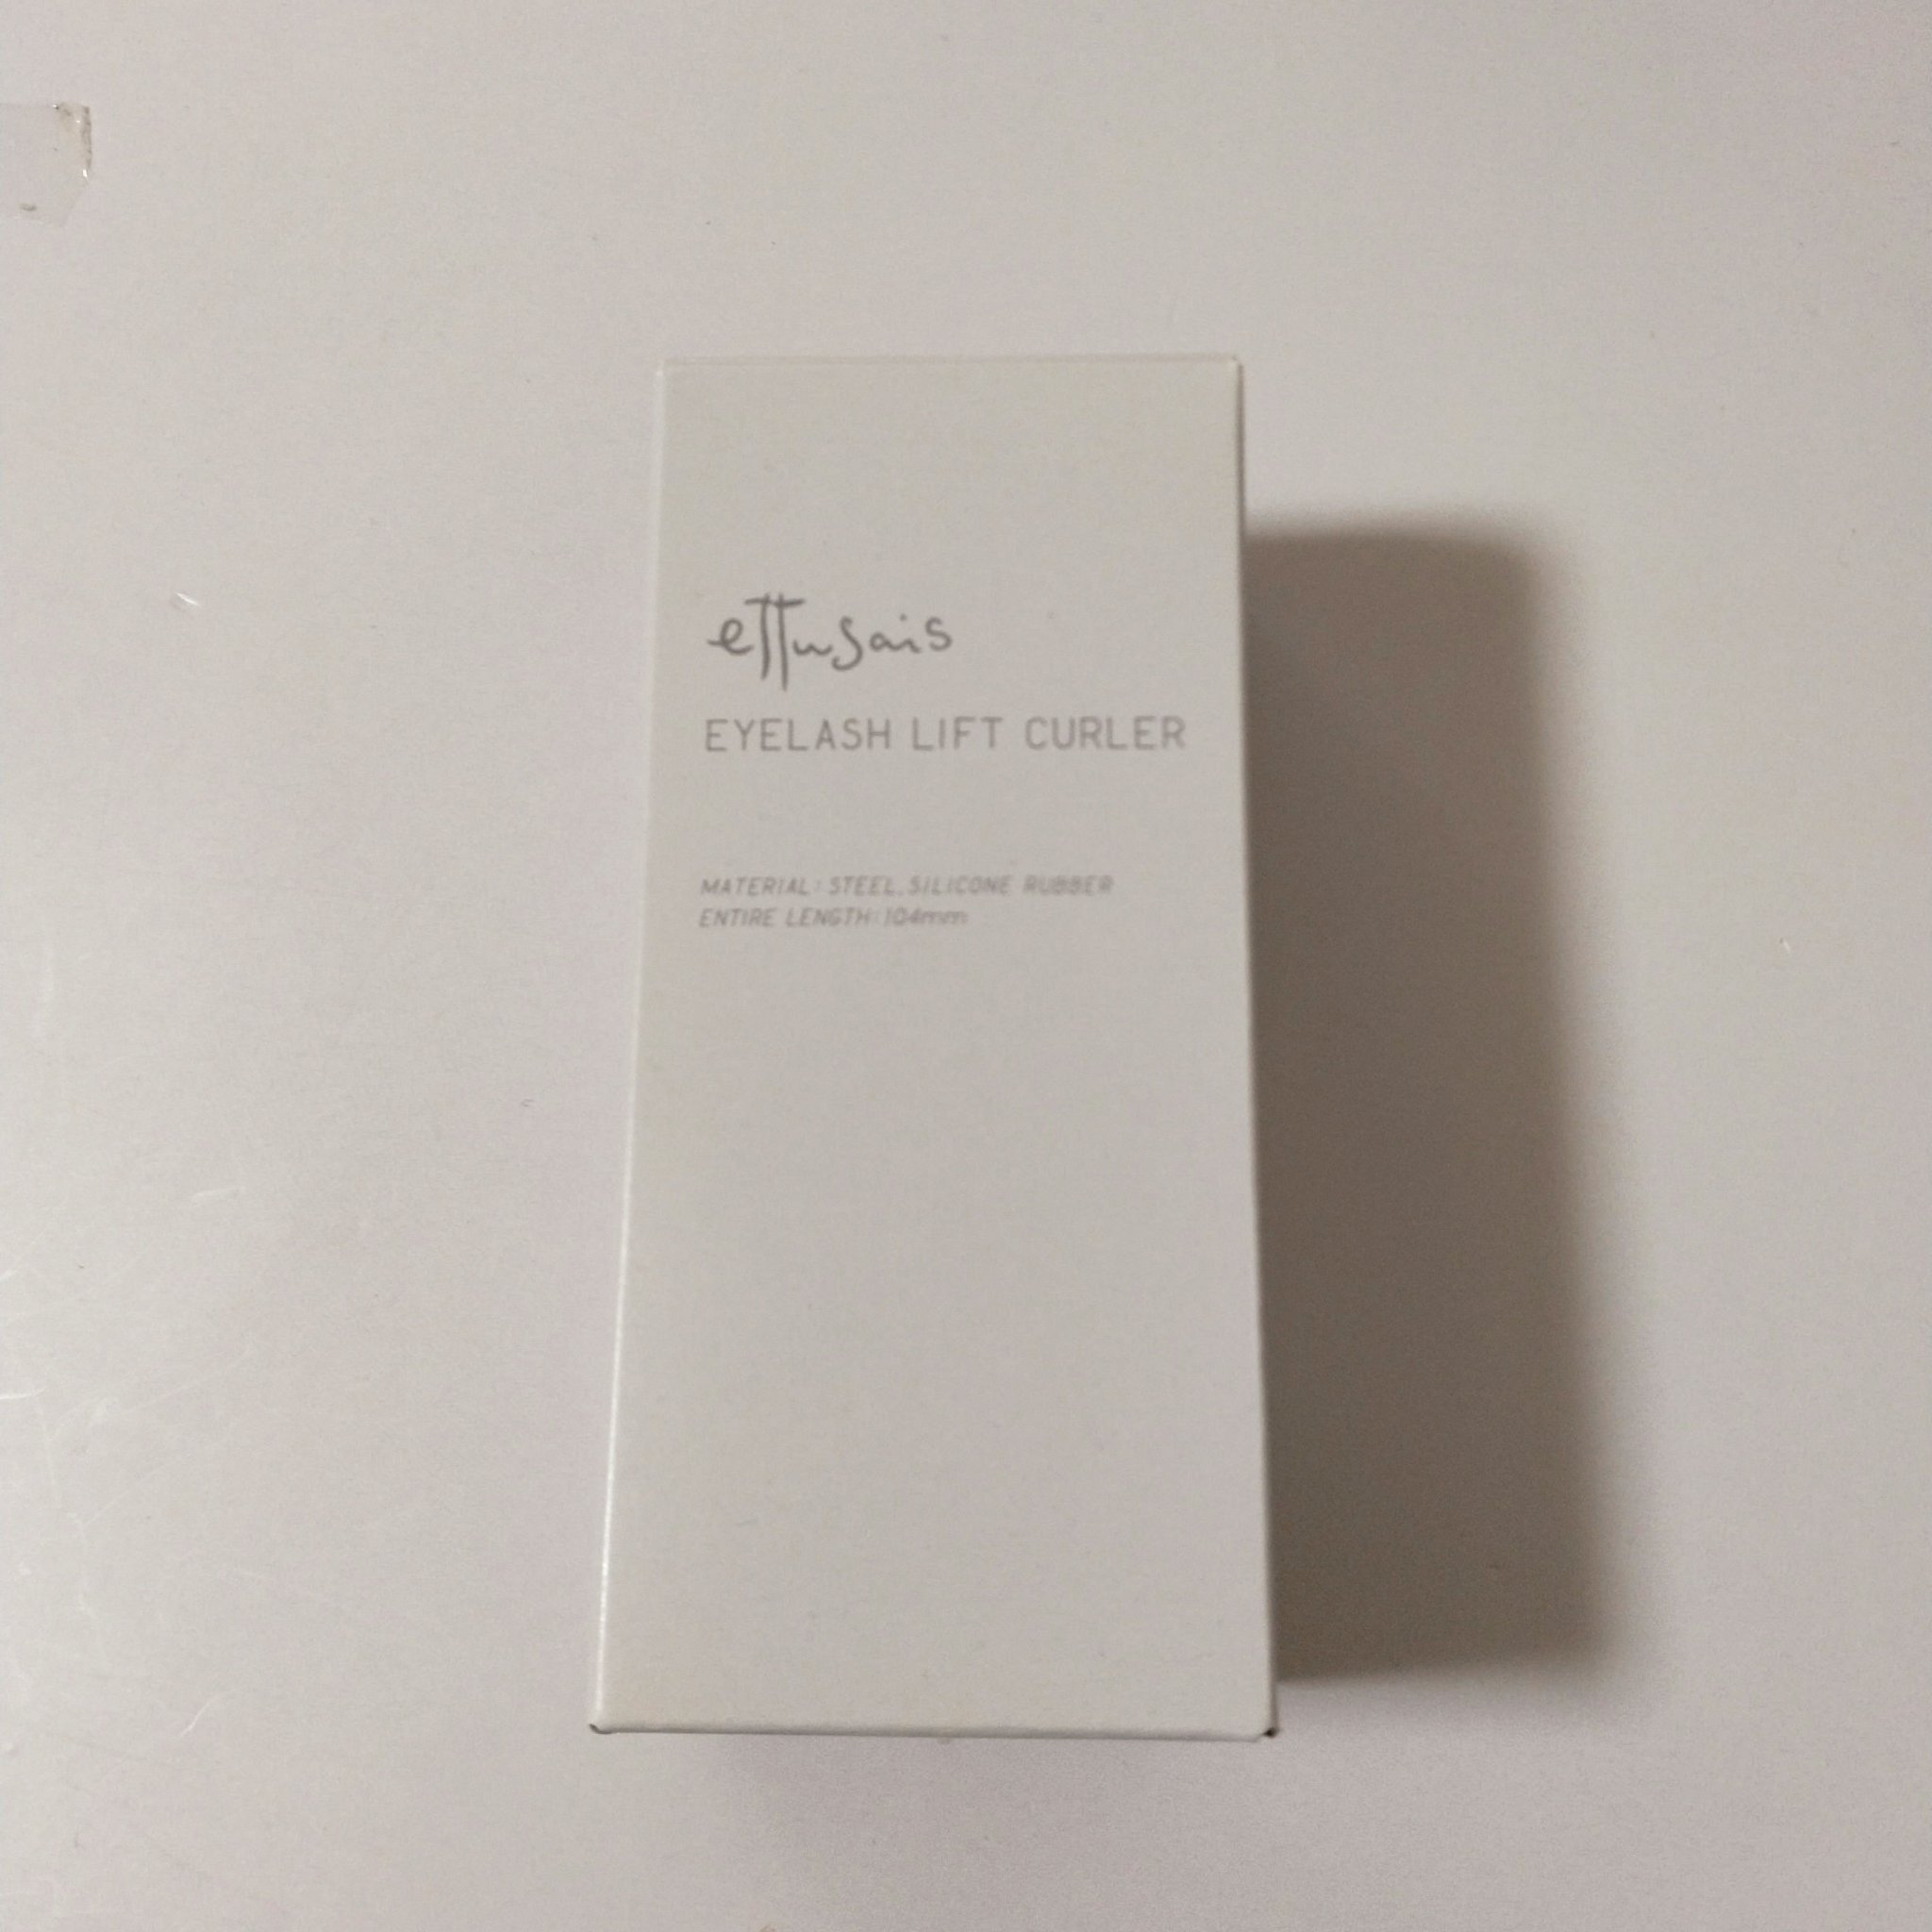 ettusais
EYELASH LIFT CURLER
MATERIAL: STEEL, SILICONE RUBBER
ENTIRE LENGTH:104mm